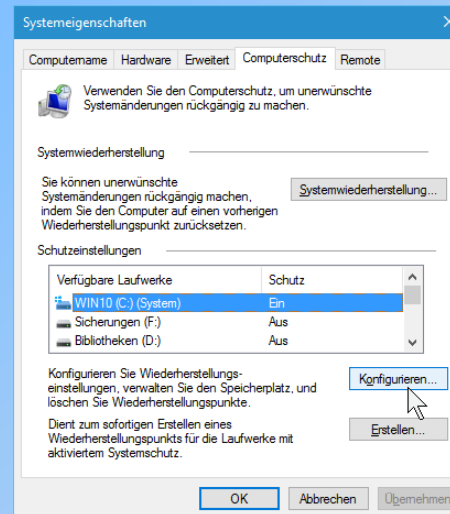 Systemeigenschaften
Computername Hardware Erweitert Computerschutz Remote
Verwenden Sie den Computerschutz, um unerwünschte
Systemänderungen rückgängig zu machen.
Systemwiederherstellung
Sie können unerwünschte
Systemänderungen rückgängig machen,
indem Sie den Computer auf einen vorherigen
Wiederherstellungspunkt zurücksetzen.
Systemwiederherstellung...
Schutzeinstellungen
Verfügbare Laufwerke Schutz
WIN10 (C:) (System) Ein
Sicherungen (F:) Aus
Bibliotheken (D:) Aus
Konfigurieren Sie Wiederherstellungs-
einstellungen, verwalten Sie den Speicherplatz, und
löschen Sie Wiederherstellungspunkte.
Konfigurieren...
Dient zum sofortigen Erstellen eines
Wiederherstellungspunkts für die Laufwerke mit
aktiviertem Systemschutz.
Erstellen...
OK Abbrechen Übernehmen